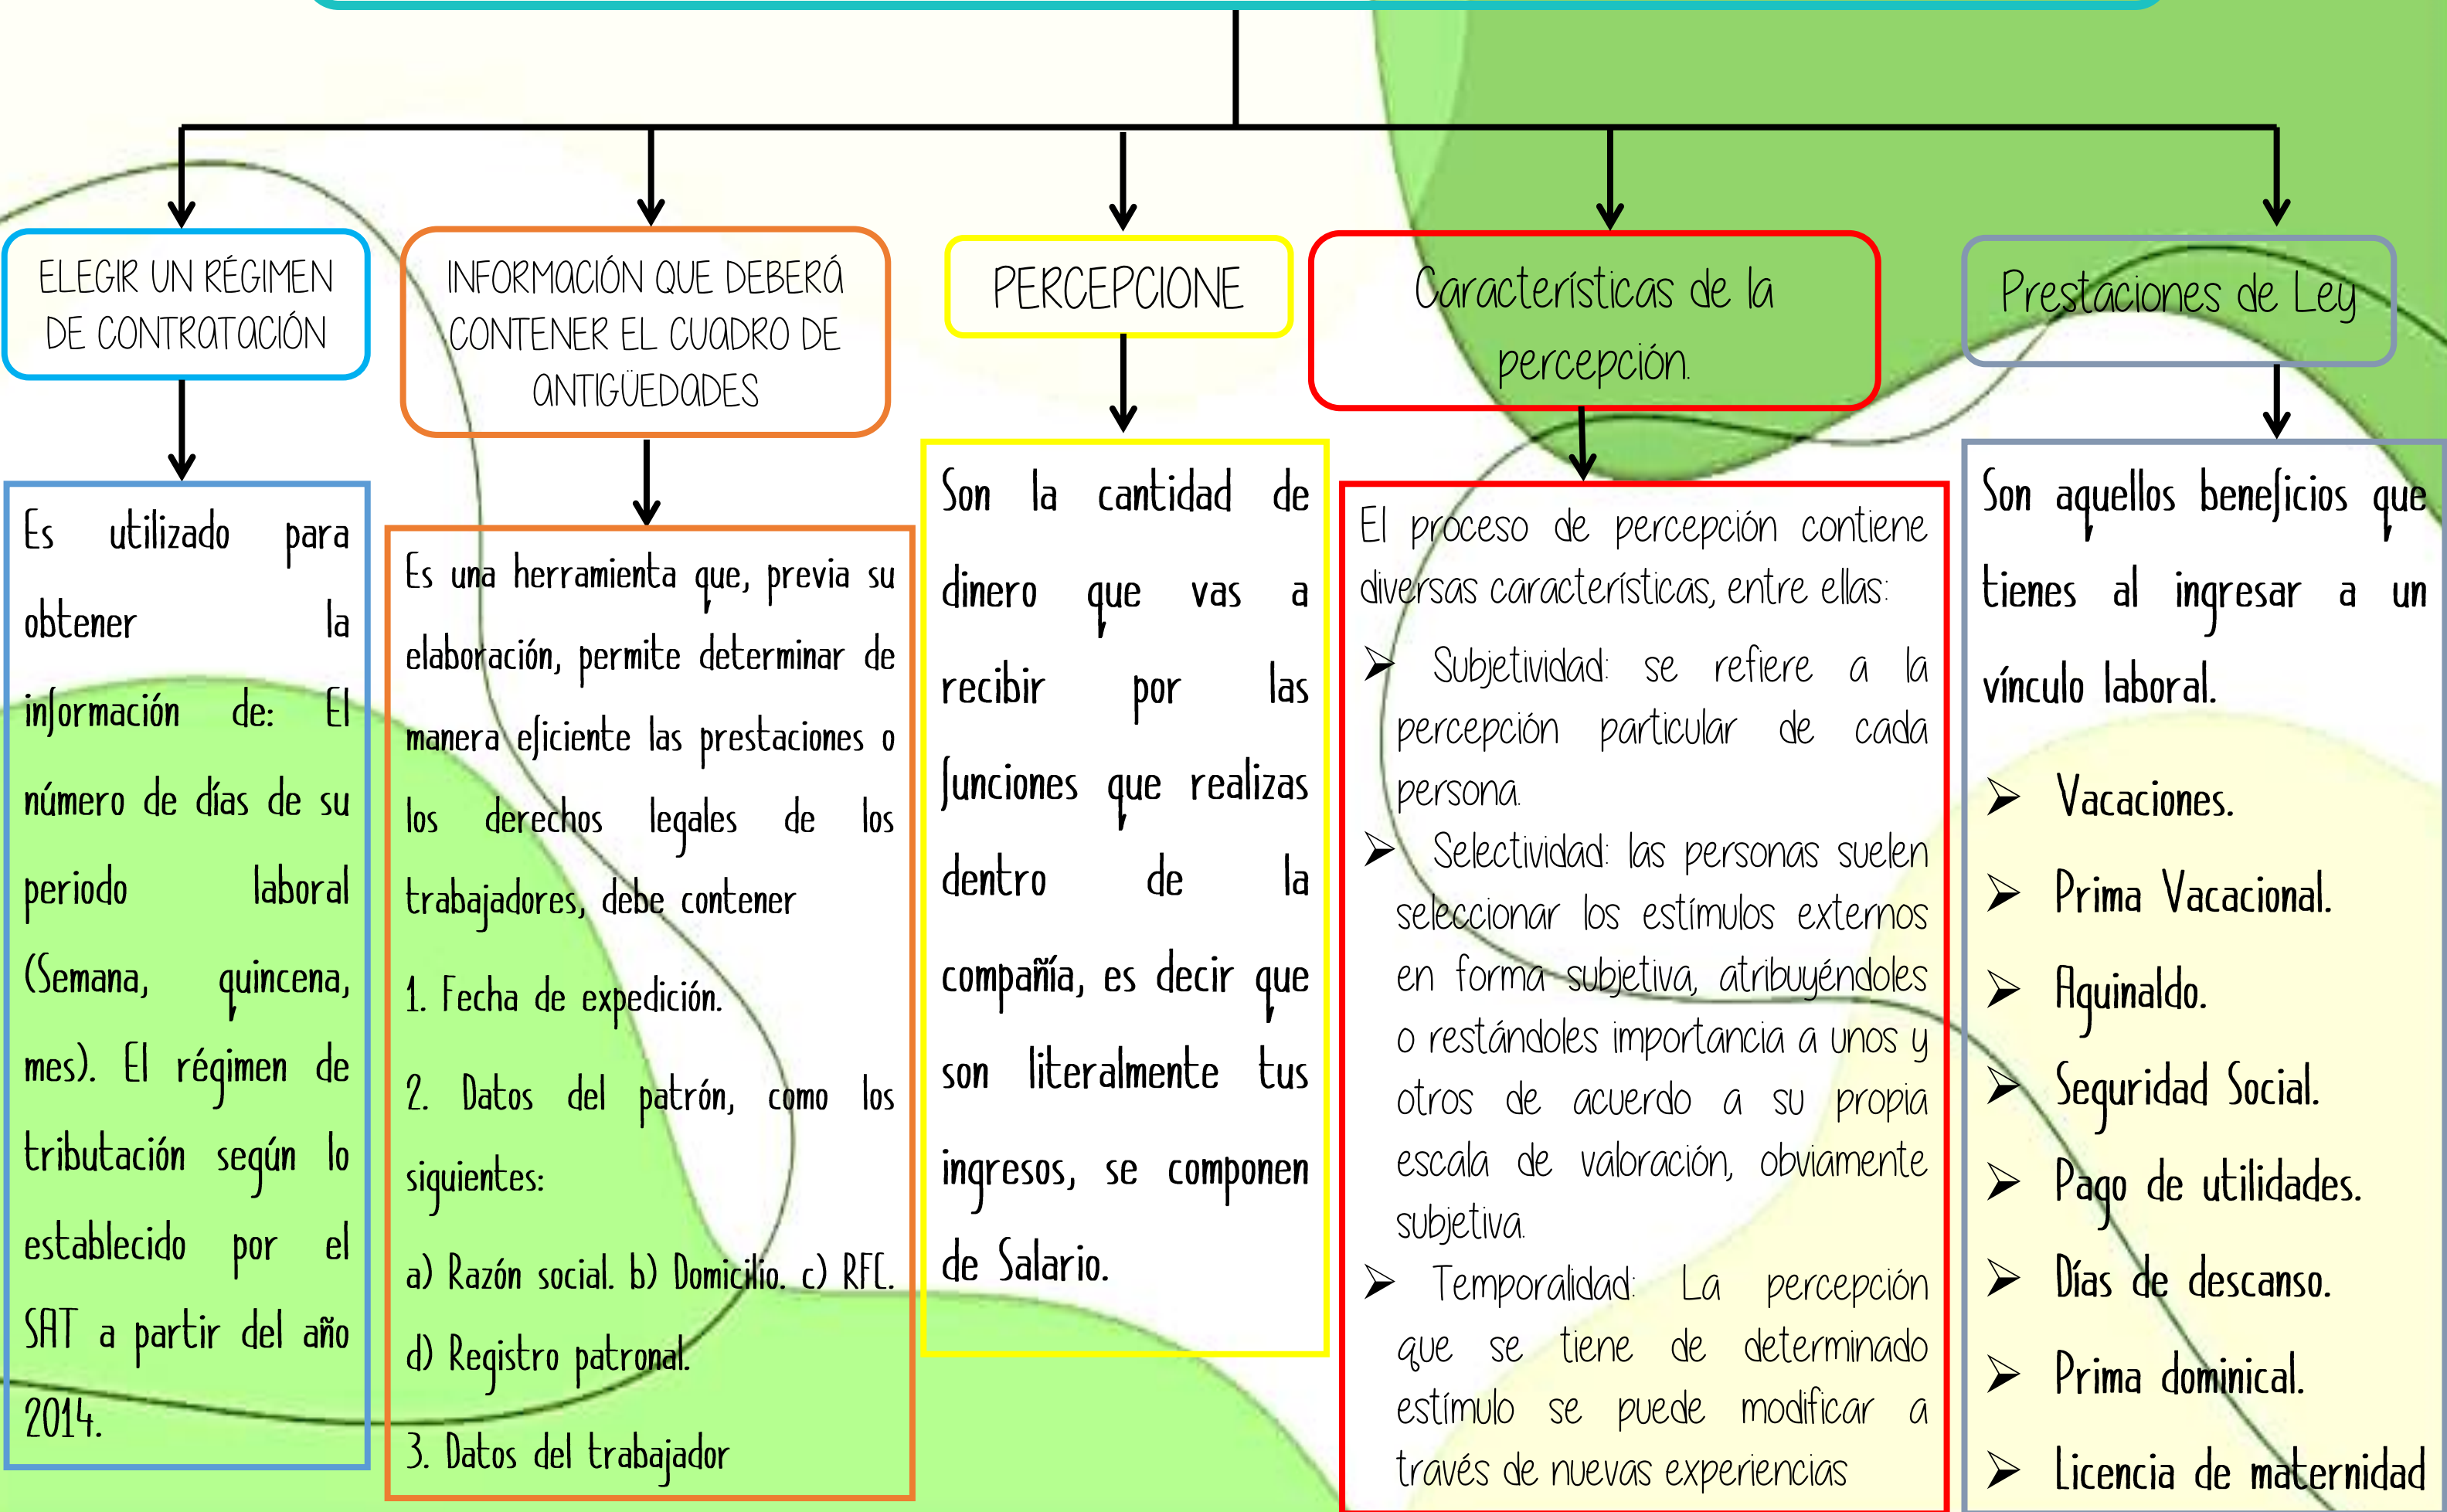 ELEGIR UN RÉGIMEN
DE CONTRATACIÓN
Es utilizado para
obtener la
información de: El
número de días de su
periodo laboral
(Semana, quincena,
mes). El régimen de
tributación según lo
establecido por el
SAT a partir del año
2014.
INFORMACIÓN QUE DEBERÁ
CONTENER EL CUADRO DE
ANTIGÜEDADES
Es una herramienta que, previa su
elaboración, permite determinar de
manera eficiente las prestaciones o
los derechos legales de los
trabajadores, debe contener
1. Fecha de expedición.
2. Datos del patrón, como los
siguientes:
a) Razón social. b) Domicilio. c) RFC.
d) Registro patronal.
3. Datos del trabajador
PERCEPCIONE
Son la cantidad de
dinero que vas a
recibir por las
funciones que realizas
dentro de la
compañía, es decir que
son literalmente tus
ingresos, se componen
de Salario.
Características de la
percepción.
El proceso de percepción contiene
diversas características, entre ellas:
➢ Subjetividad: se refiere a la
percepción particular de cada
persona.
➢ Selectividad: las personas suelen
seleccionar los estímulos externos
en forma subjetiva, atribuyéndoles
o restándoles importancia a unos y
otros de acuerdo a su propia
escala de valoración, obviamente
subjetiva.
➢ Temporalidad: La percepción
que se tiene de determinado
estímulo se puede modificar a
través de nuevas experiencias
Prestaciones de Ley
Son aquellos beneficios que
tienes al ingresar a un
vínculo laboral.
➢ Vacaciones.
➢ Prima Vacacional.
➢ Aguinaldo.
➢ Seguridad Social.
➢ Pago de utilidades.
➢ Días de descanso.
➢ Prima dominical.
➢ Licencia de maternidad